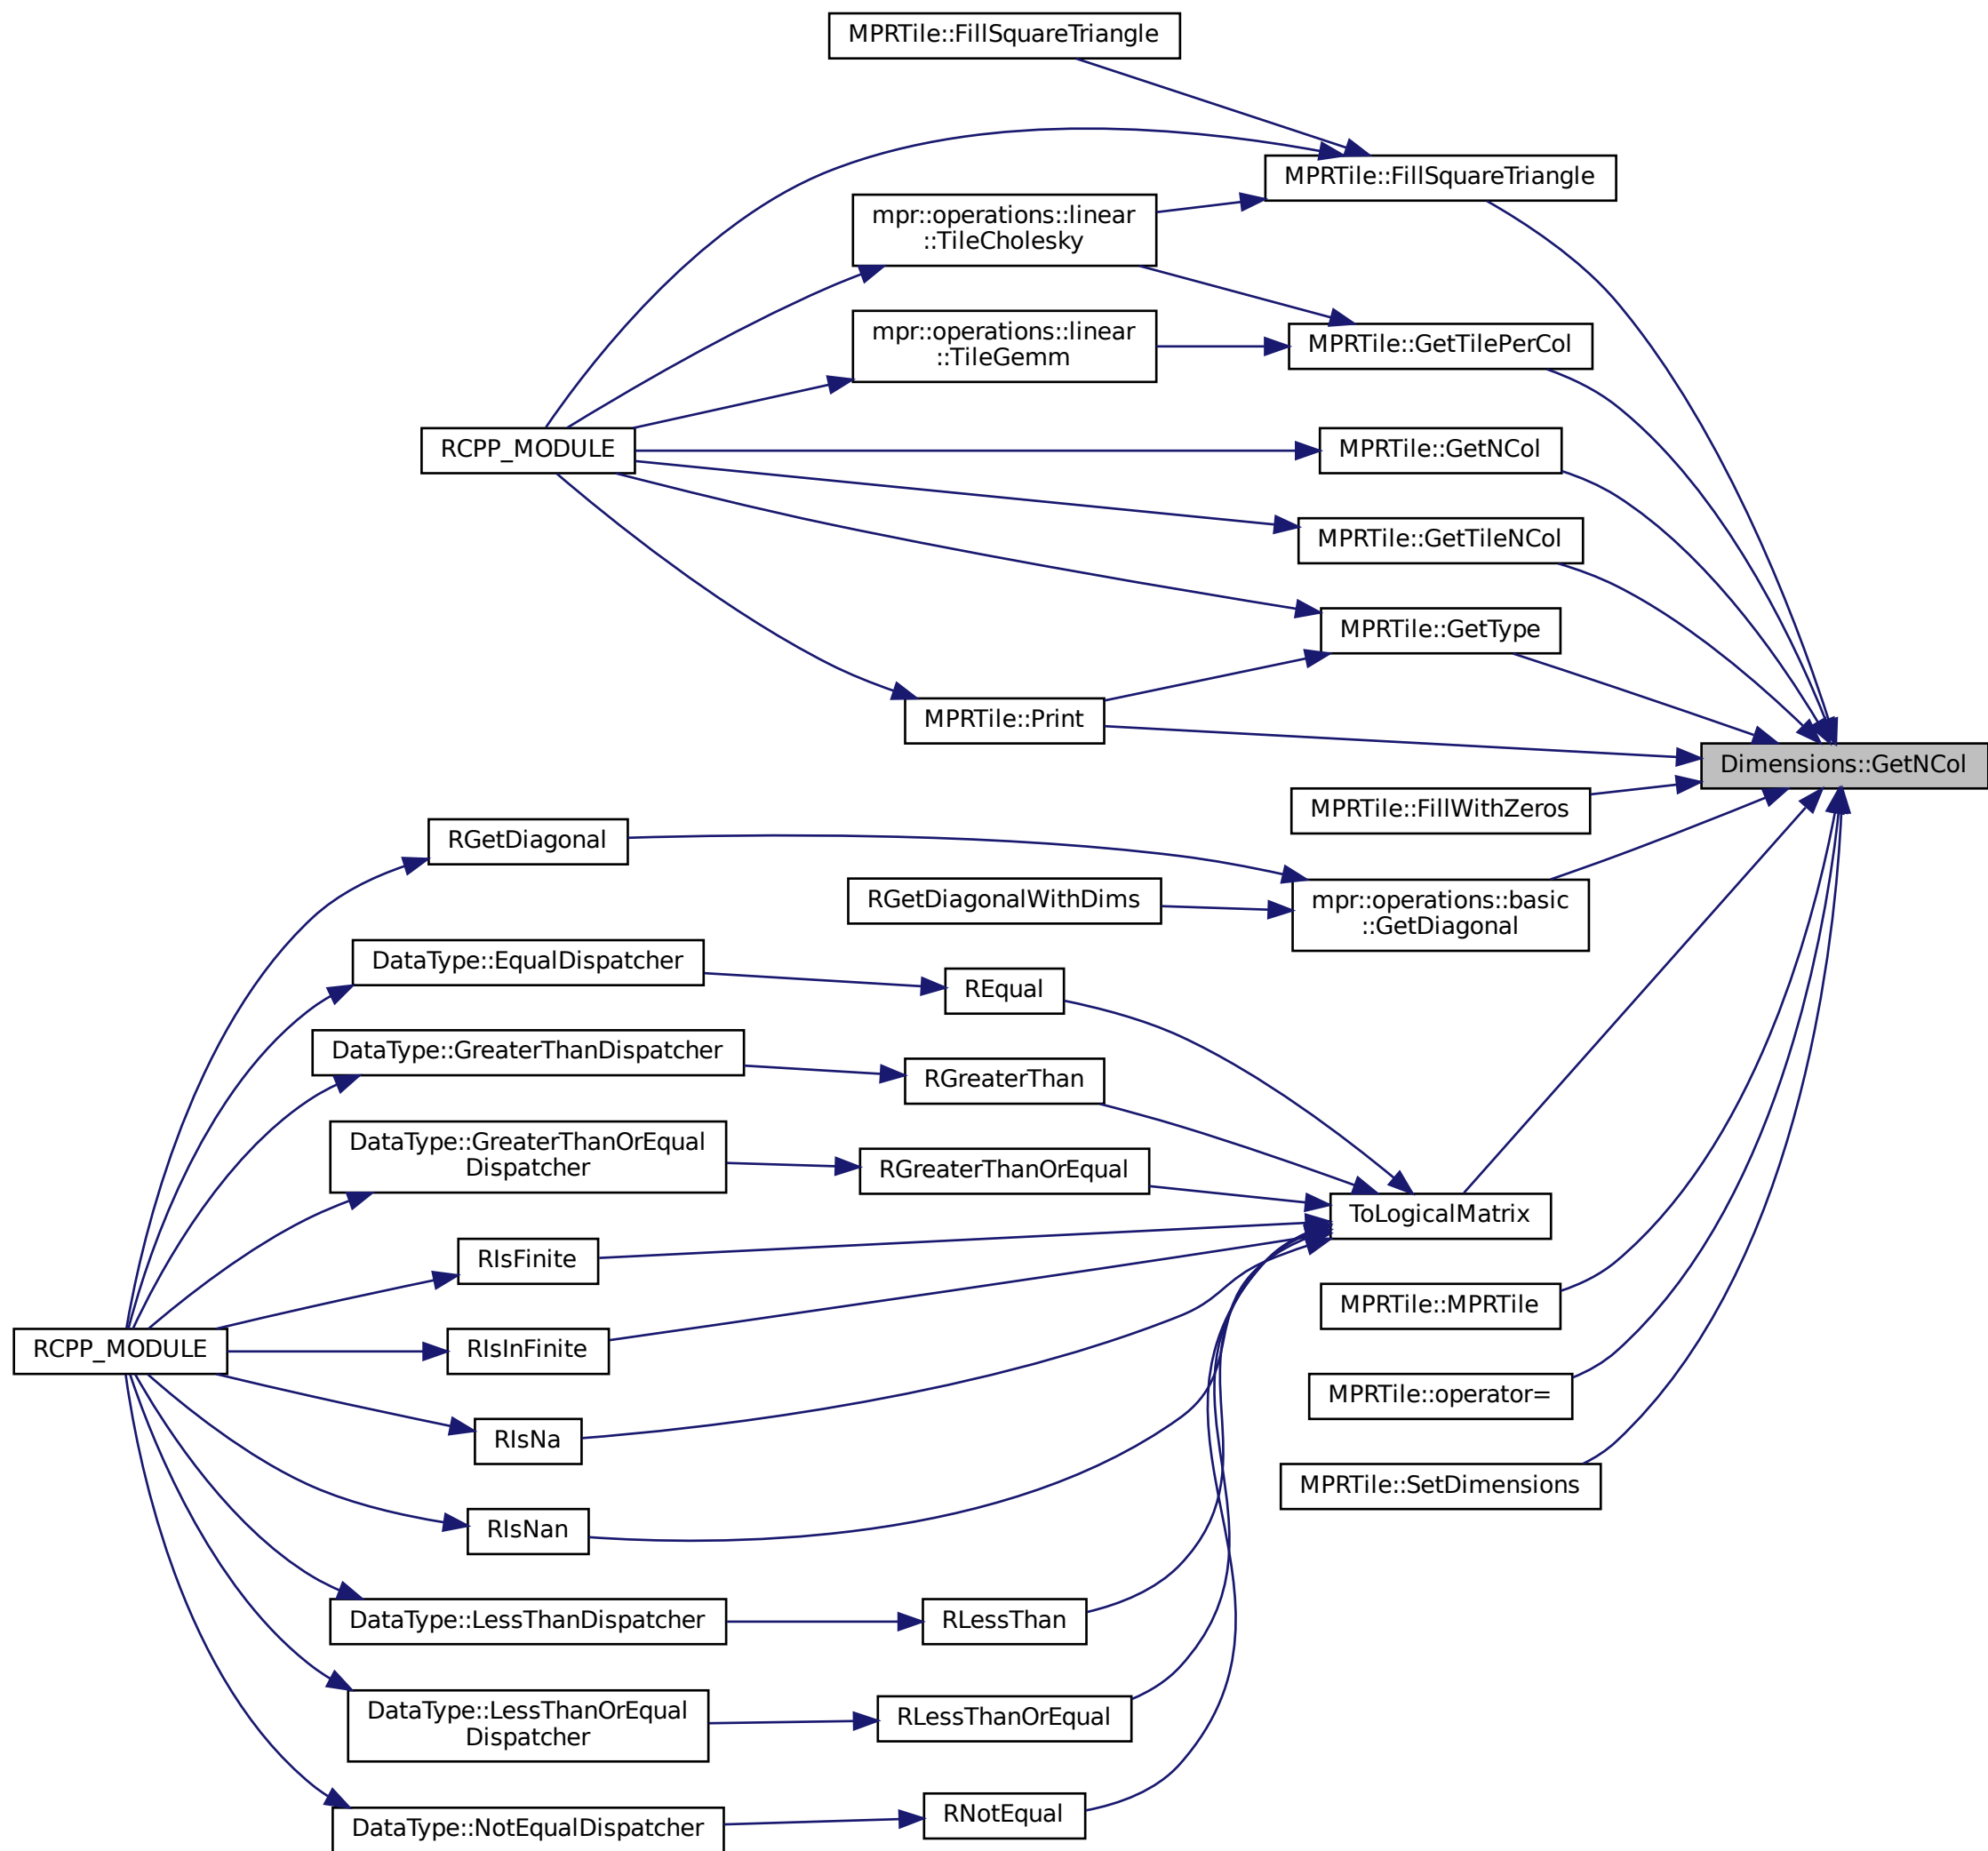 MPRTile::FillSquareTriangle
MPRTile::FillSquareTriangle
mpr::operations::linear
::TileCholesky
mpr::operations::linear
::TileGemm
MPRTile::GetTilePerCol
RCPP_MODULE
MPRTile::GetNCol
MPRTile::GetTileNCol
MPRTile::GetType
MPRTile::Print
Dimensions::GetNCol
MPRTile::FillWithZeros
RGetDiagonal
RGetDiagonalWithDims
mpr::operations::basic
::GetDiagonal
DataType::EqualDispatcher
REqual
DataType::GreaterThanDispatcher
RGreaterThan
DataType::GreaterThanOrEqual
Dispatcher
RGreaterThanOrEqual
ToLogicalMatrix
RIsFinite
MPRTile::MPRTile
RCPP_MODULE
RIsInFinite
MPRTile::operator=
RIsNa
MPRTile::SetDimensions
RIsNan
DataType::LessThanDispatcher
RLessThan
DataType::LessThanOrEqual
Dispatcher
RLessThanOrEqual
DataType::NotEqualDispatcher
RNotEqual